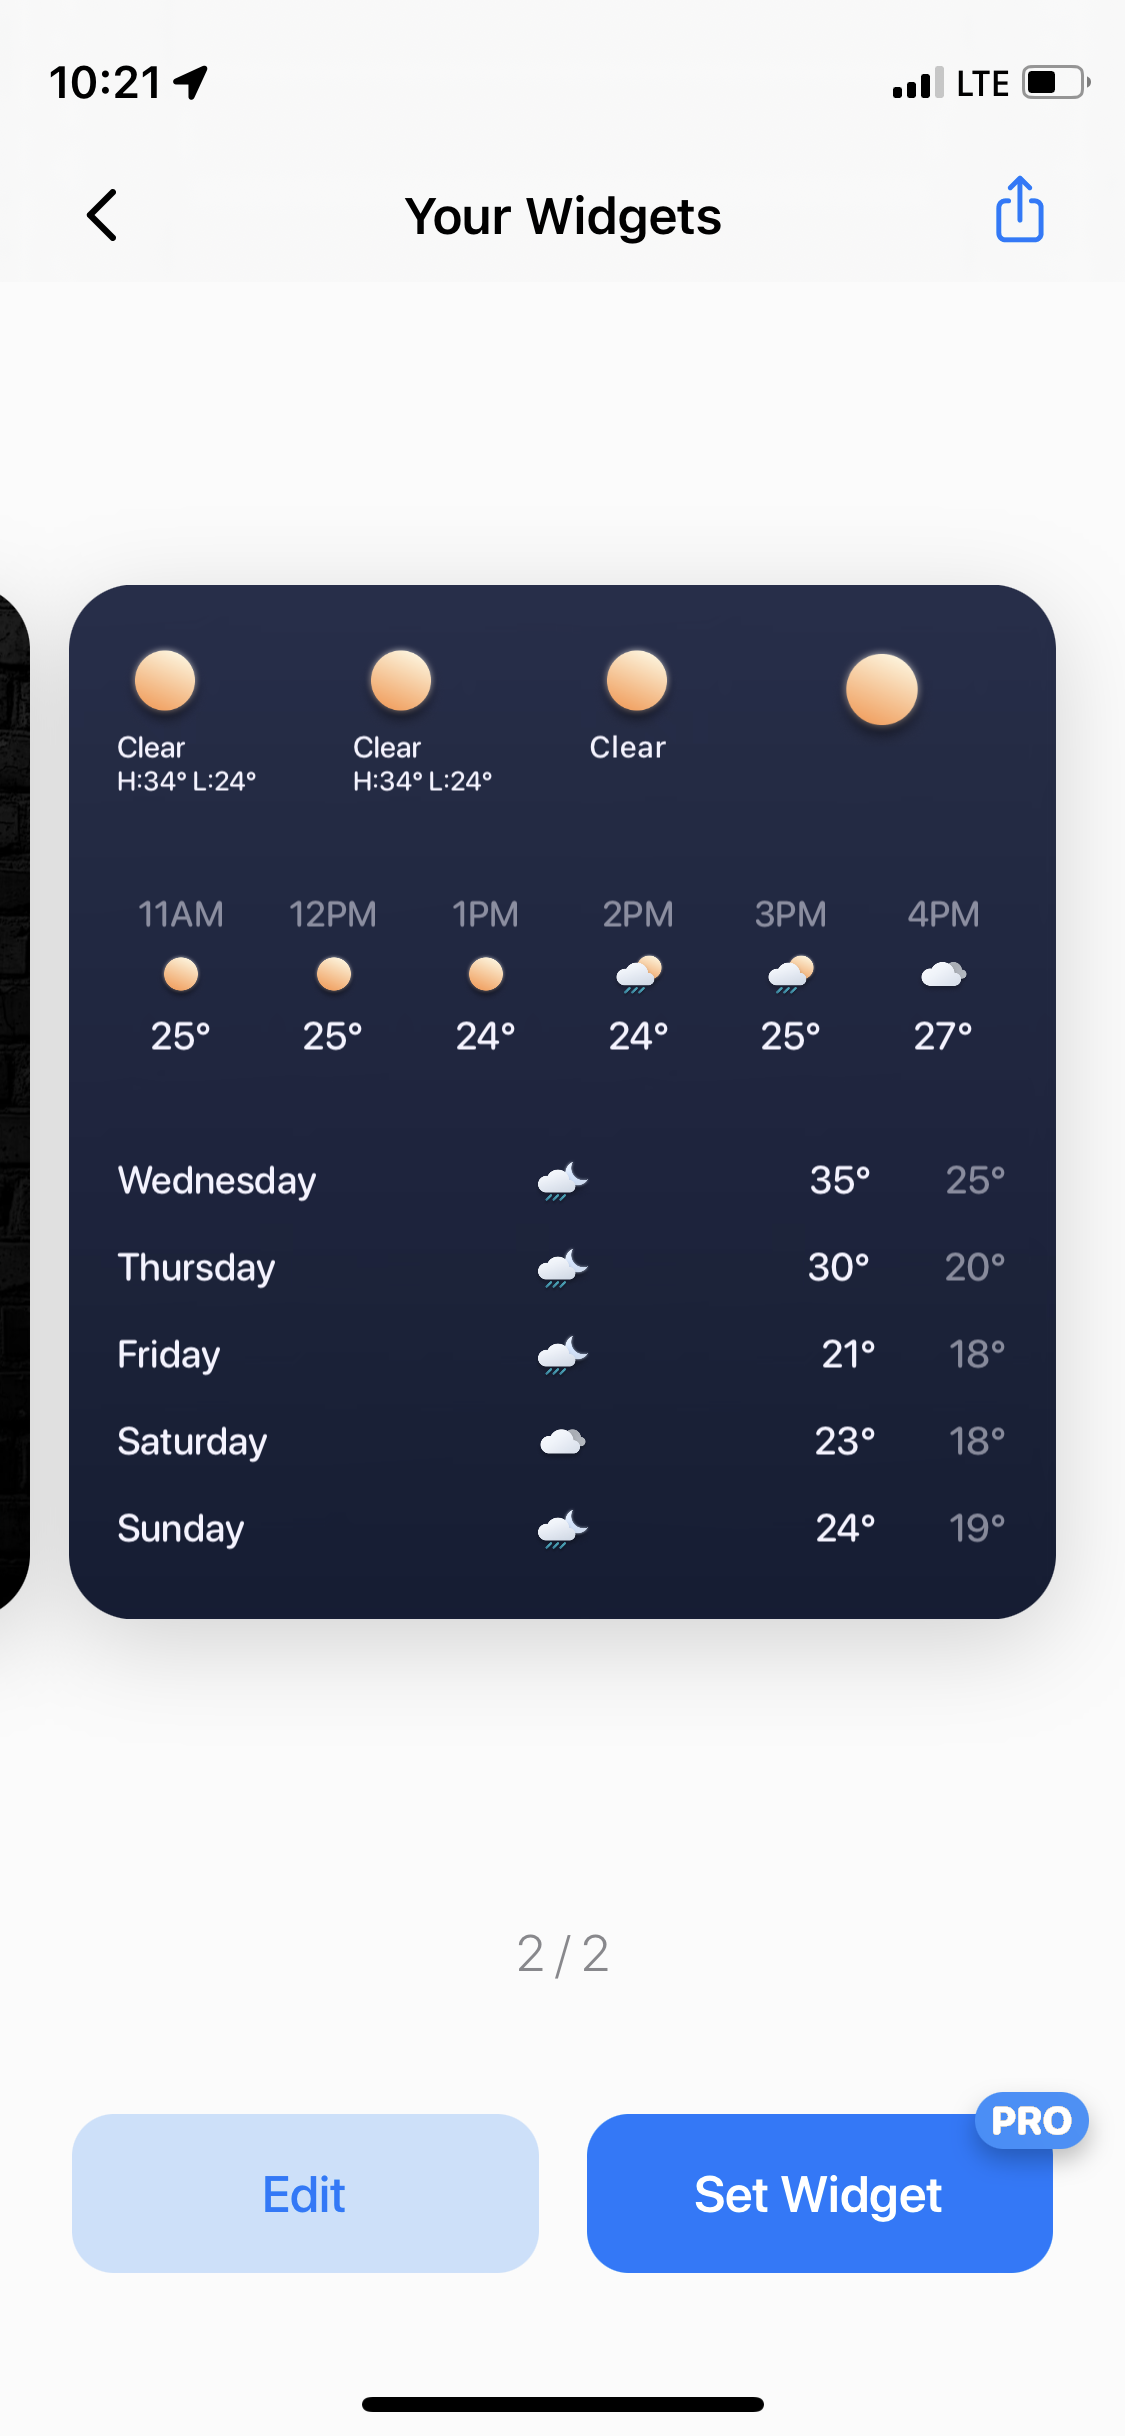 10:21 LTE
Your Widgets
Clear Clear Clear
H:34° L:24° H:34° L:24°
11AM 12PM 1PM 2PM 3PM 4PM
25° 25° 24° 24° 25° 27°
Wednesday 35° 25°
Thursday 30° 20°
Friday 21° 18°
Saturday 23° 18°
Sunday 24° 19°
2/2
PRO
Edit Set Widget